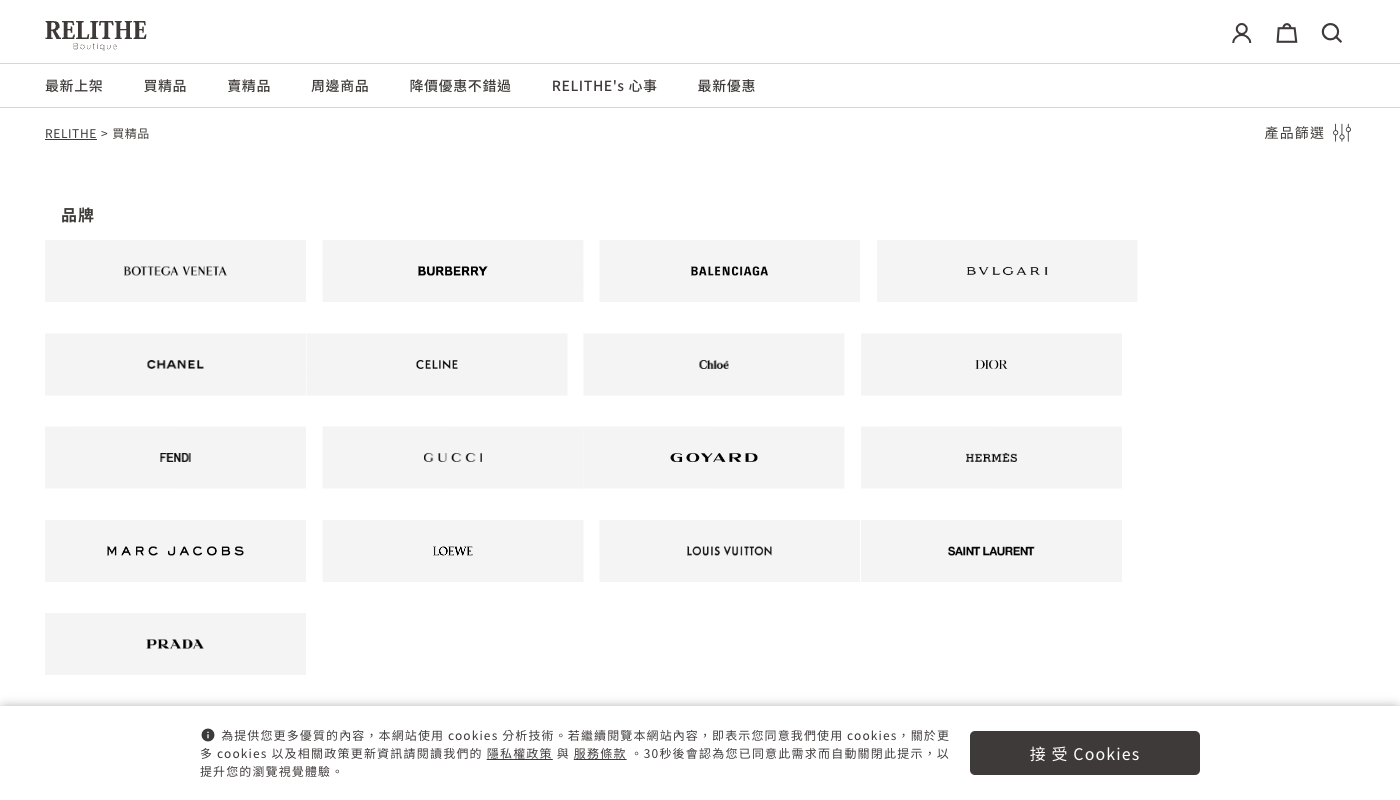 RELITHE
Boutique
最新上架 買精品 賣精品 周邊商品 降價優惠不錯過 RELITHE's 心事 最新優惠
RELITHE > 買精品
產品篩選
品牌
BOTTEGA VENETA BURBERRY BALENCIAGA BVLGARI
CHANEL CELINE Chloé DIOR
FENDI GUCCI GOYARD HERMÈS
MARC JACOBS LOEWE LOUIS VUITTON SAINT LAURENT
PRADA
為提供您更多優質的內容，本網站使用 cookies 分析技術。若繼續閱覽本網站內容，即表示您同意我們使用 cookies，關於更
多 cookies 以及相關政策更新資訊請閱讀我們的 隱私權政策 與 服務條款 。30秒後會認為您已同意此需求而自動關閉此提示，以
提升您的瀏覽視覺體驗。
接受 Cookies